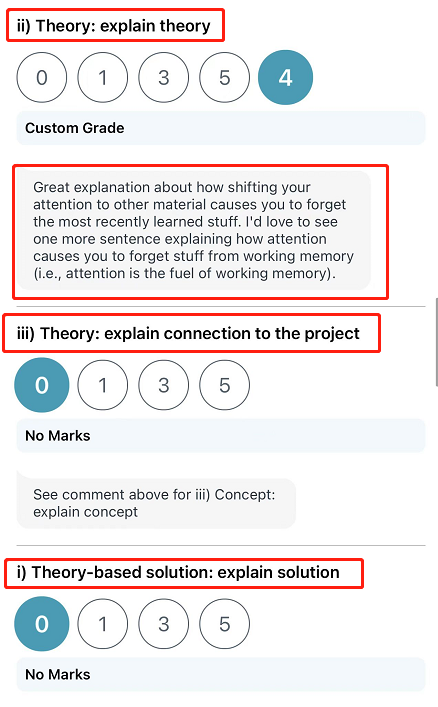 ii) Theory: explain theory
0 1 3 5 4
Custom Grade
Great explanation about how shifting your
attention to other material causes you to forget
the most recently learned stuff. I'd love to see
one more sentence explaining how attention
causes you to forget stuff from working memory
(i.e., attention is the fuel of working memory).
iii) Theory: explain connection to the project
0 1 3 5
No Marks
See comment above for iii) Concept:
explain concept
i) Theory-based solution: explain solution
0 1 3 5
No Marks